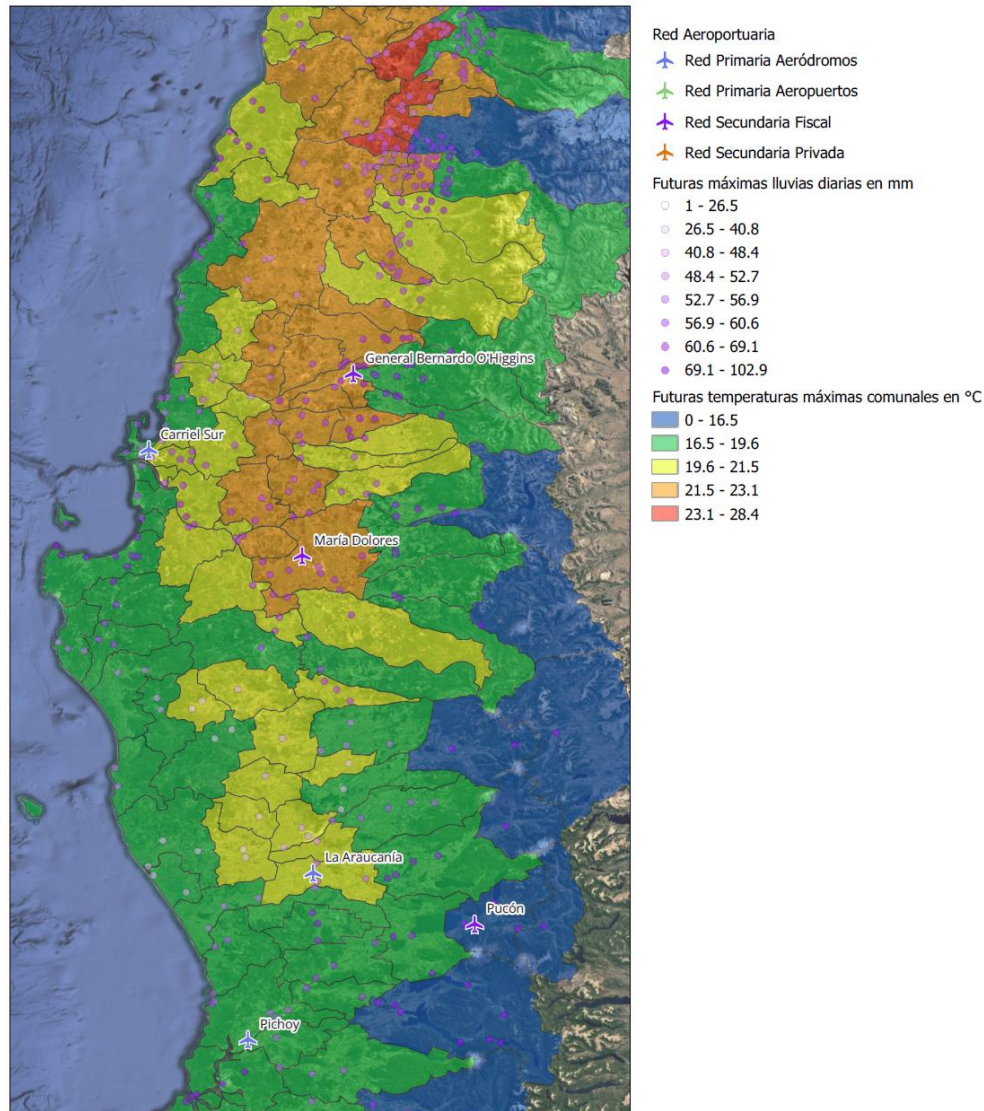 General Bernardo O'Higgins
Carriel Sur
María Dolores
La Araucanía
Pucón
Pichoy
Red Aeroportuaria
Red Primaria Aeródromos
Red Primaria Aeropuertos
Red Secundaria Fiscal
Red Secundaria Privada
Futuras máximas lluvias diarias en mm
1 - 26.5
26.5 - 40.8
40.8 - 48.4
48.4 - 52.7
52.7 - 56.9
56.9 - 60.6
60.6 - 69.1
69.1 - 102.9
Futuras temperaturas máximas comunales en °C
0 - 16.5
16.5 - 19.6
19.6 - 21.5
21.5 - 23.1
23.1 - 28.4